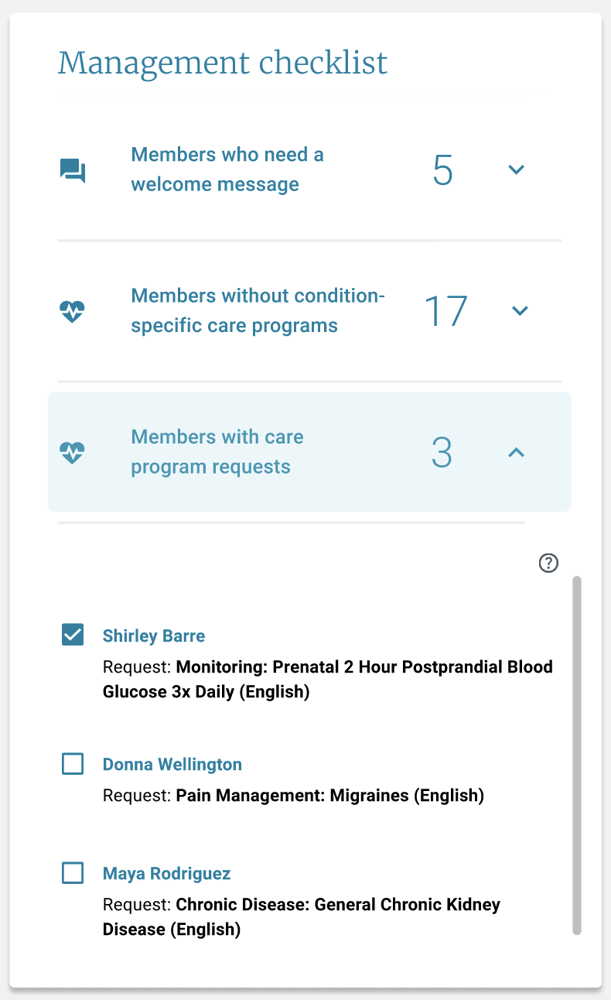 Management checklist
Members who need a
welcome message
5
Members without condition-
specific care programs
17
Members with care
program requests
3
?
Shirley Barre
Request: Monitoring: Prenatal 2 Hour Postprandial Blood
Glucose 3x Daily (English)
Donna Wellington
Request: Pain Management: Migraines (English)
Maya Rodriguez
Request: Chronic Disease: General Chronic Kidney
Disease (English)